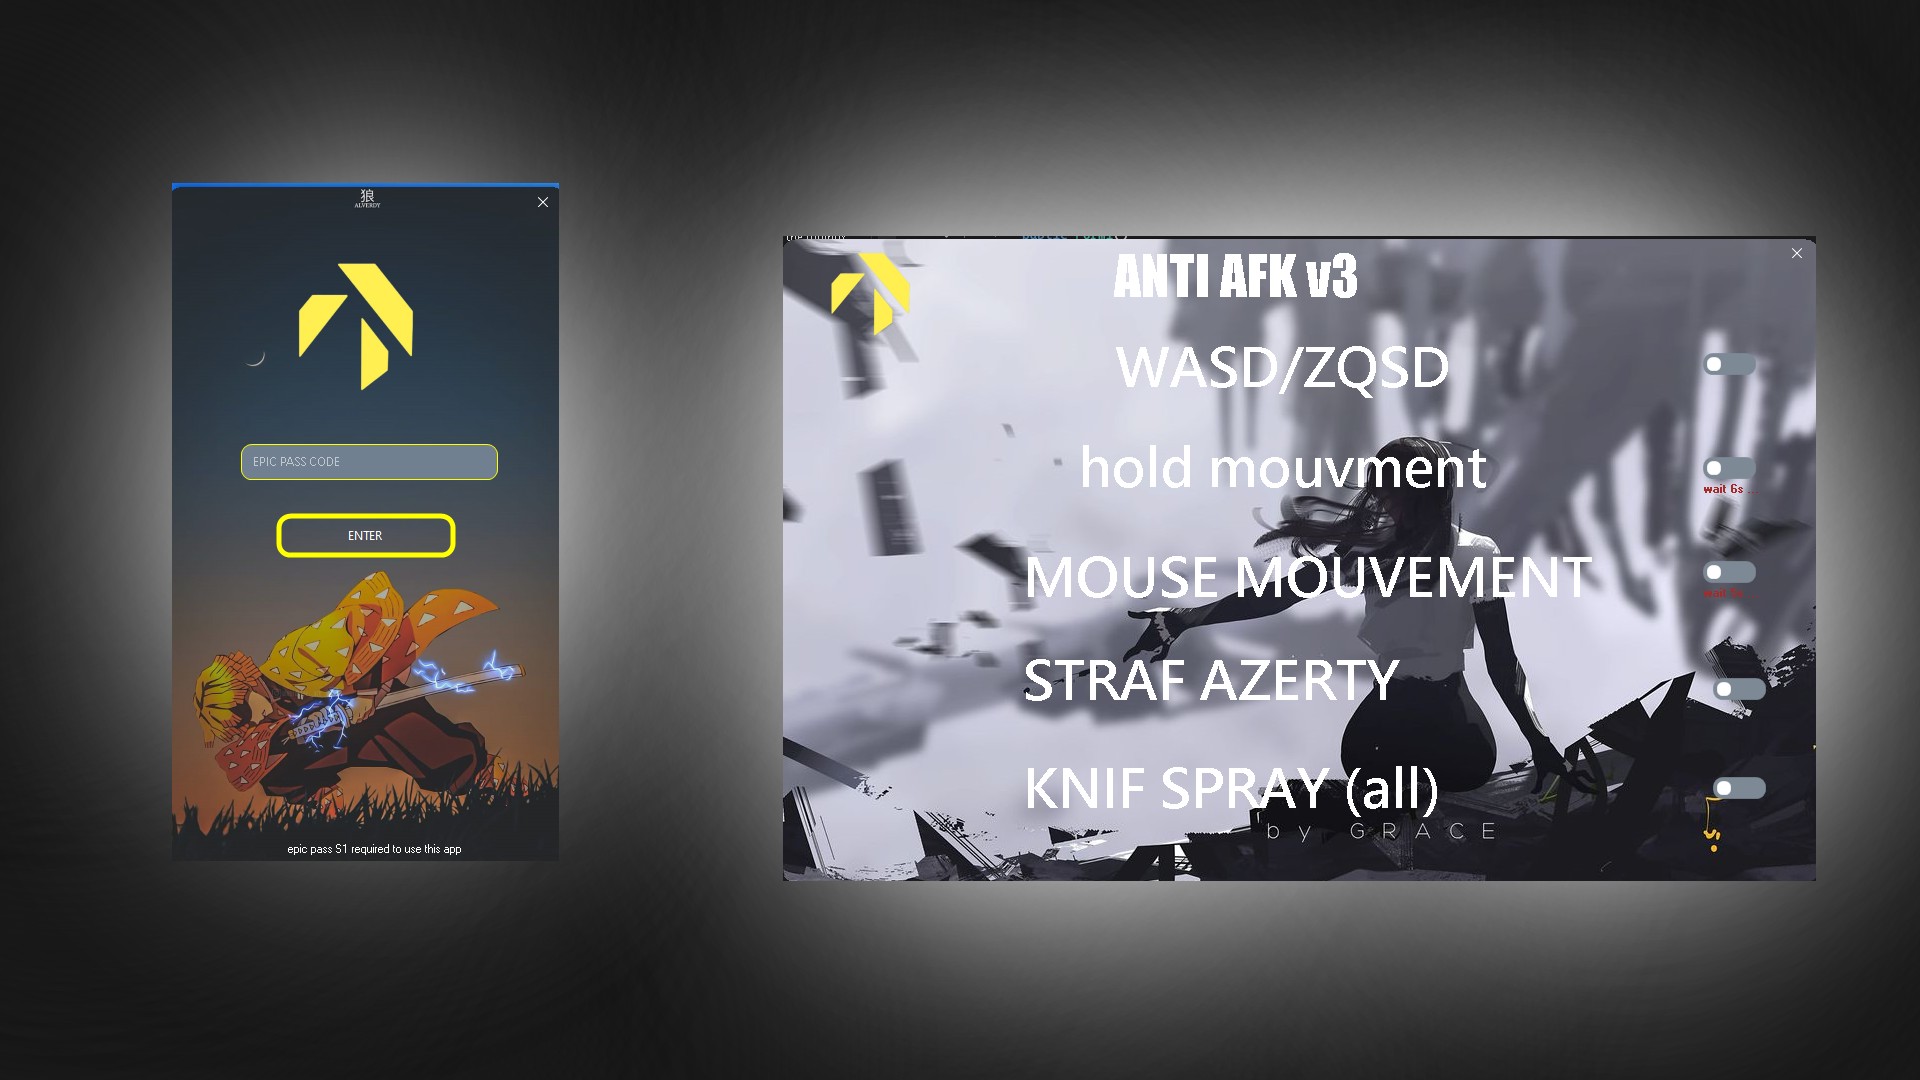 狼
ALVERDY
EPIC PASS CODE
ENTER
epic pass S1 required to use this app
ANTI AFK v3
WASD/ZQSD
hold mouvment
wait 6s ...
MOUSE MOUVEMENT
STRAF AZERTY
KNIF SPRAY (all)
by GRACE